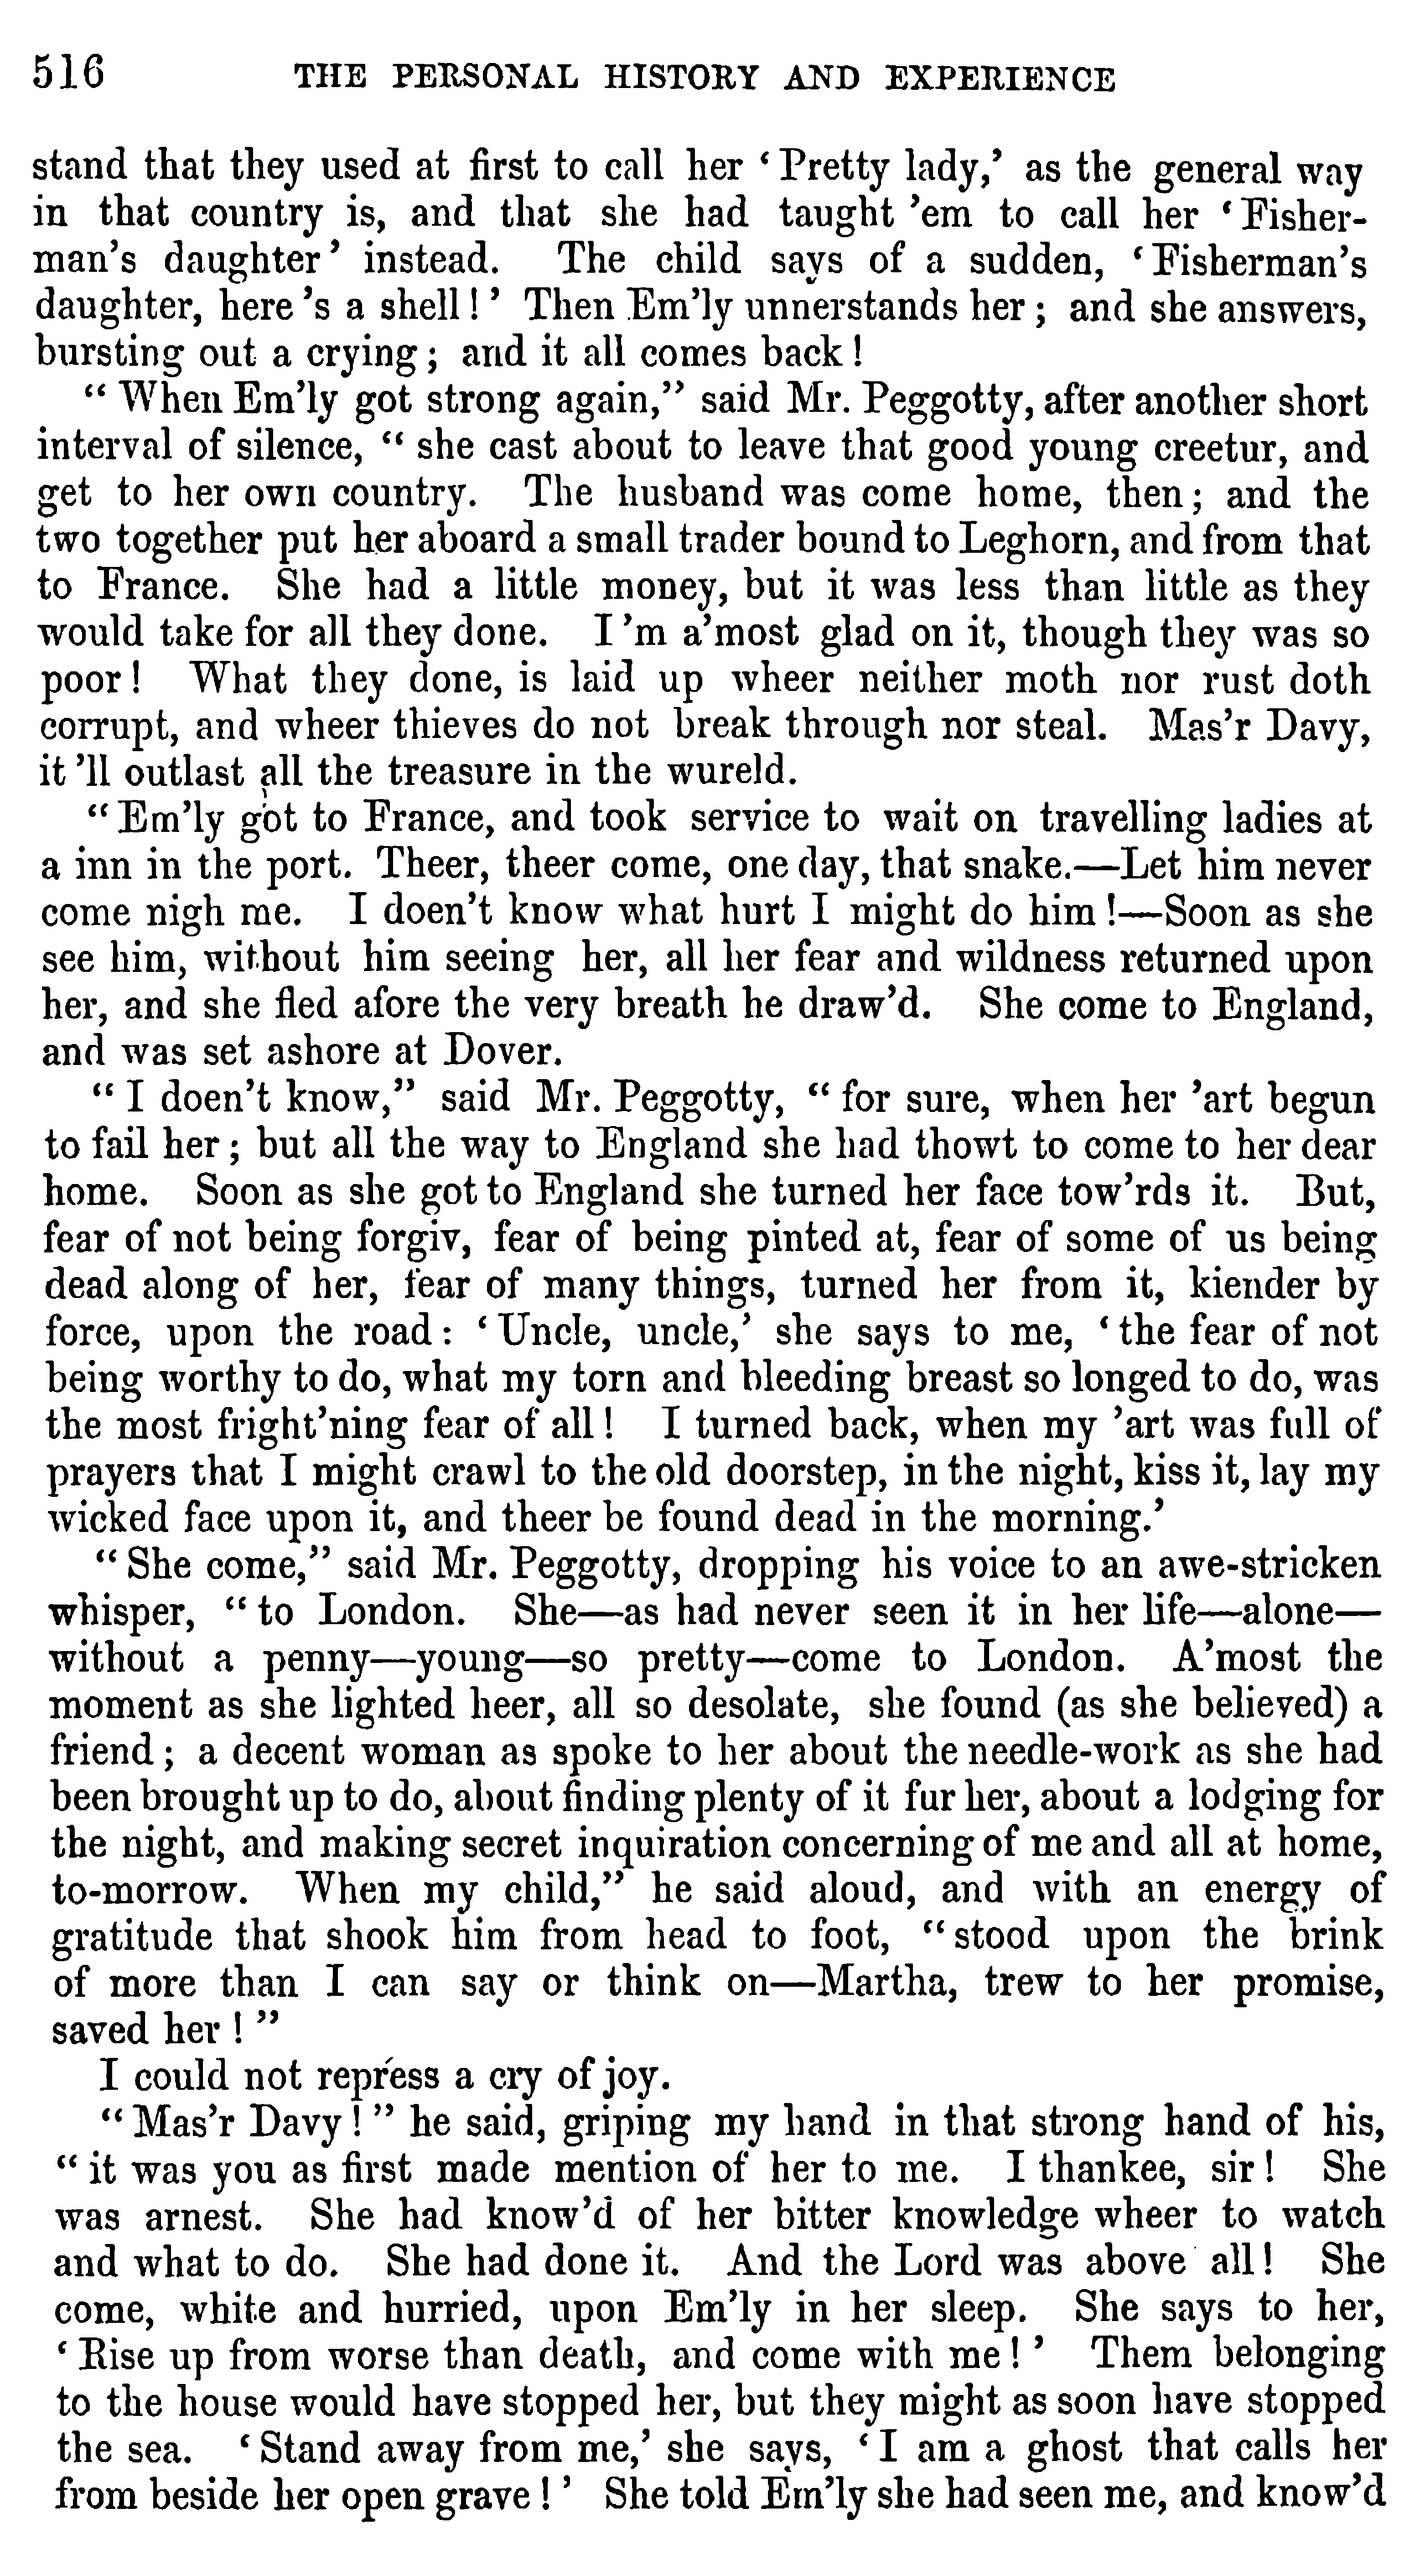 516 THE PERSONAL HISTORY AND EXPERIENCE
stand that they used at first to call her ‘Pretty lady,’ as the general way
in that country is, and that she had taught ’em to call her ‘Fisher-
man’s daughter’ instead. The child says of a sudden, ‘Fisherman’s
daughter, here ’s a shell!’ Then Em’ly unnerstands her; and she answers,
bursting out a crying; and it all comes back!
“When Em’ly got strong again,” said Mr. Peggotty, after another short
interval of silence, “she cast about to leave that good young creetur, and
get to her own country. The husband was come home, then; and the
two together put her aboard a small trader bound to Leghorn, and from that
to France. She had a little money, but it was less than little as they
would take for all they done. I ’m a’most glad on it, though they was so
poor! What they done, is laid up wheer neither moth nor rust doth
corrupt, and wheer thieves do not break through nor steal. Mas’r Davy,
it ’ll outlast all the treasure in the wureld.
“Em’ly got to France, and took service to wait on travelling ladies at
a inn in the port. Theer, theer come, one day, that snake.—Let him never
come nigh me. I doen’t know what hurt I might do him!—Soon as she
see him, without him seeing her, all her fear and wildness returned upon
her, and she fled afore the very breath he draw’d. She come to England,
and was set ashore at Dover.
“I doen’t know,” said Mr. Peggotty, “for sure, when her ’art begun
to fail her; but all the way to England she had thowt to come to her dear
home. Soon as she got to England she turned her face tow’rds it. But,
fear of not being forgiv, fear of being pinted at, fear of some of us being
dead along of her, fear of many things, turned her from it, kiender by
force, upon the road: ‘Uncle, uncle,’ she says to me, ‘the fear of not
being worthy to do, what my torn and bleeding breast so longed to do, was
the most fright’ning fear of all! I turned back, when my ’art was full of
prayers that I might crawl to the old doorstep, in the night, kiss it, lay my
wicked face upon it, and theer be found dead in the morning.’
“She come,” said Mr. Peggotty, dropping his voice to an awe-stricken
whisper, “to London. She—as had never seen it in her life—alone—
without a penny—young—so pretty—come to London. A’most the
moment as she lighted heer, all so desolate, she found (as she believed) a
friend; a decent woman as spoke to her about the needle-work as she had
been brought up to do, about finding plenty of it fur her, about a lodging for
the night, and making secret inquiration concerning of me and all at home,
to-morrow. When my child,” he said aloud, and with an energy of
gratitude that shook him from head to foot, “stood upon the brink
of more than I can say or think on—Martha, trew to her promise,
saved her!”
I could not repress a cry of joy.
“Mas’r Davy!” he said, griping my hand in that strong hand of his,
“it was you as first made mention of her to me. I thankee, sir! She
was arnest. She had know’d of her bitter knowledge wheer to watch
and what to do. She had done it. And the Lord was above all! She
come, white and hurried, upon Em’ly in her sleep. She says to her,
‘Rise up from worse than death, and come with me!’ Them belonging
to the house would have stopped her, but they might as soon have stopped
the sea. ‘Stand away from me,’ she says, ‘I am a ghost that calls her
from beside her open grave!’ She told Em’ly she had seen me, and know’d